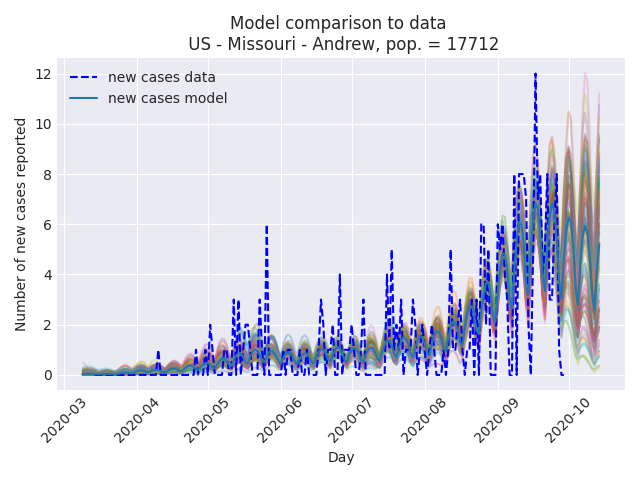 Model comparison to data
US - Missouri - Andrew, pop. = 17712
new cases data
new cases model
Number of new cases reported
12
10
8
6
4
2
0
2020-03
2020-04
2020-05
2020-06
2020-07
2020-08
2020-09
2020-10
Day